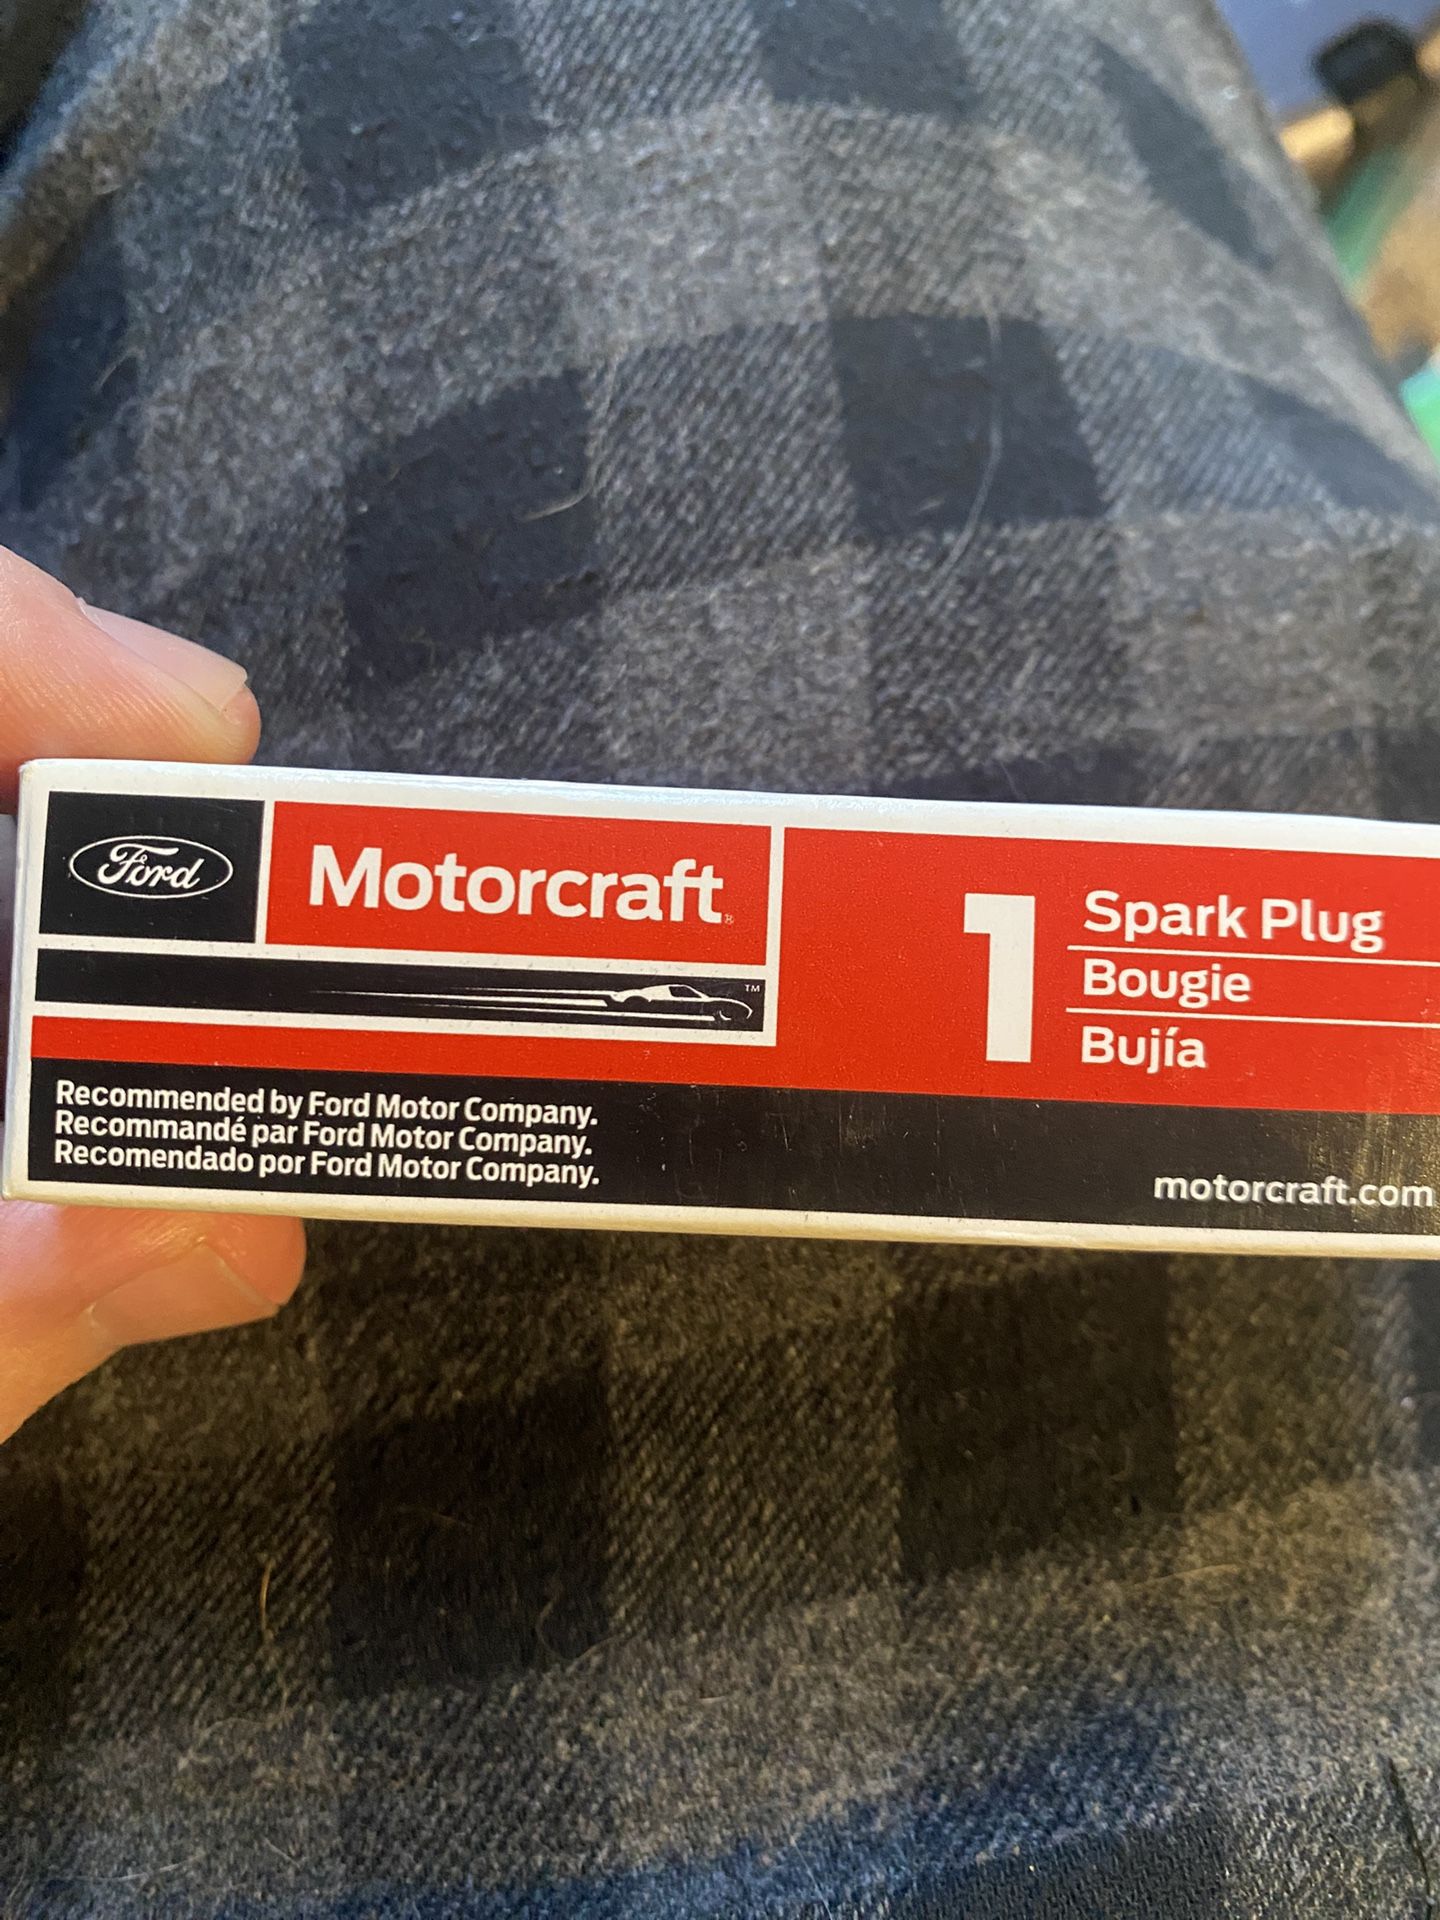 Ford
Motorcraft®
TM
1
Spark Plug
Bougie
Bujía
Recommended by Ford Motor Company.
Recommandé par Ford Motor Company.
Recomendado por Ford Motor Company.
motorcraft.com